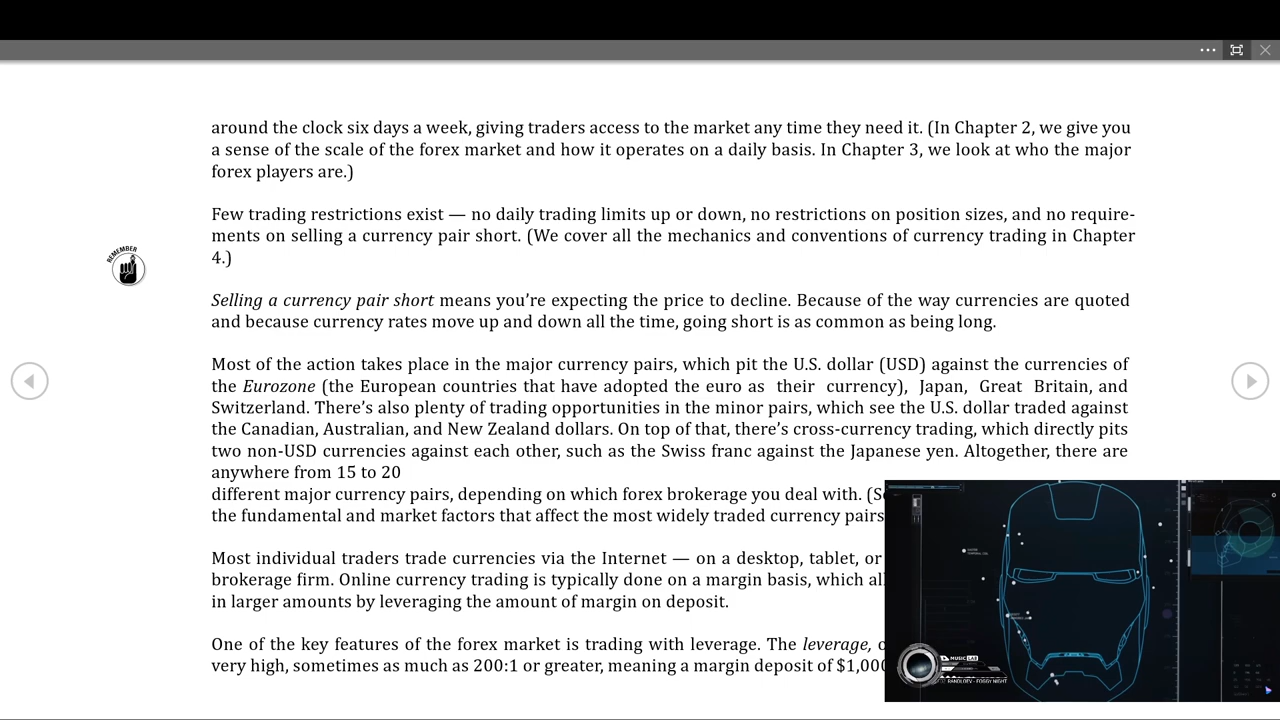 around the clock six days a week, giving traders access to the market any time they need it. (In Chapter 2, we give you
a sense of the scale of the forex market and how it operates on a daily basis. In Chapter 3, we look at who the major
forex players are.)
Few trading restrictions exist — no daily trading limits up or down, no restrictions on position sizes, and no require-
ments on selling a currency pair short. (We cover all the mechanics and conventions of currency trading in Chapter
4.)
REMEMBER
Selling a currency pair short means you’re expecting the price to decline. Because of the way currencies are quoted
and because currency rates move up and down all the time, going short is as common as being long.
Most of the action takes place in the major currency pairs, which pit the U.S. dollar (USD) against the currencies of
the Eurozone (the European countries that have adopted the euro as their currency), Japan, Great Britain, and
Switzerland. There’s also plenty of trading opportunities in the minor pairs, which see the U.S. dollar traded against
the Canadian, Australian, and New Zealand dollars. On top of that, there’s cross-currency trading, which directly pits
two non-USD currencies against each other, such as the Swiss franc against the Japanese yen. Altogether, there are
anywhere from 15 to 20
different major currency pairs, depending on which forex brokerage you deal with.
the fundamental and market factors that affect the most widely traded currency pairs
Most individual traders trade currencies via the Internet — on a desktop, tablet, or
brokerage firm. Online currency trading is typically done on a margin basis, which
in larger amounts by leveraging the amount of margin on deposit.
One of the key features of the forex market is trading with leverage. The leverage,
very high, sometimes as much as 200:1 or greater, meaning a margin deposit of $1,000
MUSIC LAB